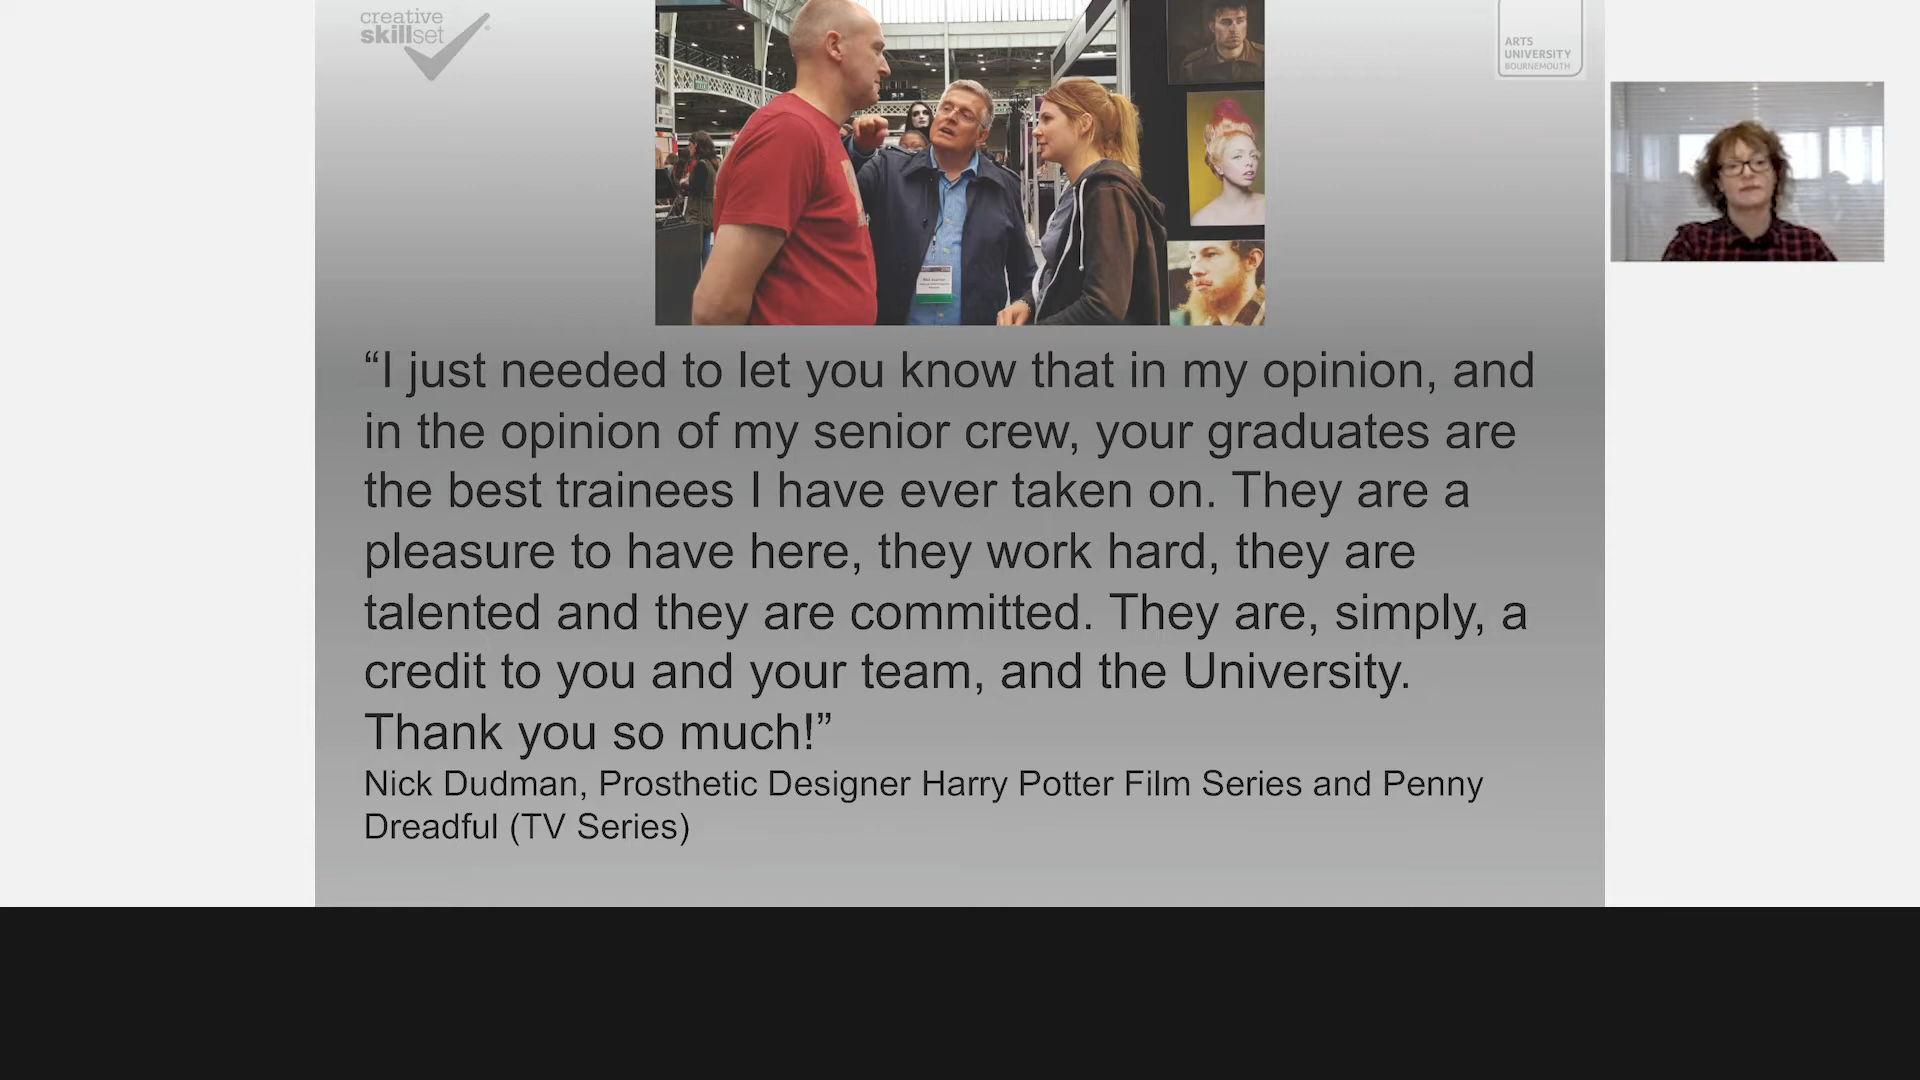 creative
skillset
ARTS
UNIVERSITY
BOURNEMOUTH
“I just needed to let you know that in my opinion, and
in the opinion of my senior crew, your graduates are
the best trainees I have ever taken on. They are a
pleasure to have here, they work hard, they are
talented and they are committed. They are, simply, a
credit to you and your team, and the University.
Thank you so much!”
Nick Dudman, Prosthetic Designer Harry Potter Film Series and Penny
Dreadful (TV Series)